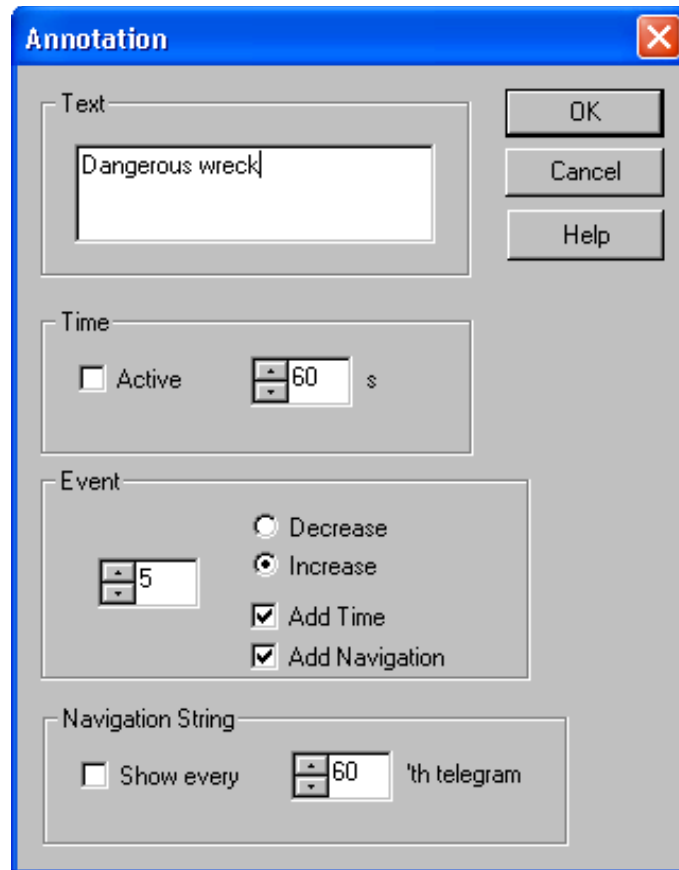 Annotation
Text
Dangerous wreck
OK
Cancel
Help
Time
Active 60 s
Event
5
Decrease
Increase
Add Time
Add Navigation
Navigation String
Show every 60 'th telegram